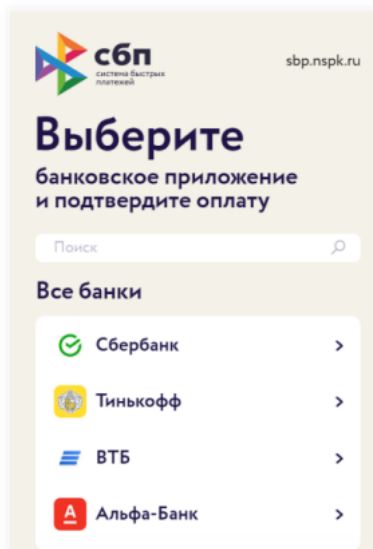 сбп
система быстрых
платежей
sbp.nspk.ru
Выберите
банковское приложение
и подтвердите оплату
Поиск
Все банки
Сбербанк
Тинькофф
ВТБ
А
Альфа-Банк